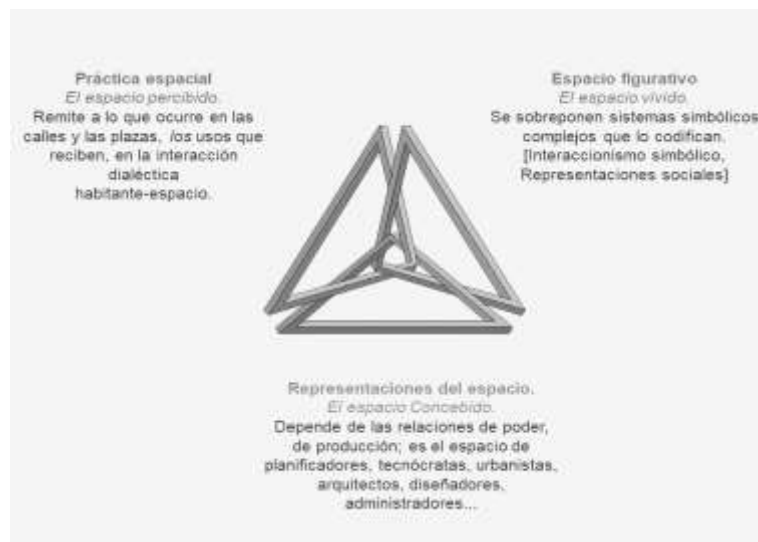 Práctica espacial
El espacio percibido.
Remite a lo que ocurre en las
calles y las plazas, los usos que
reciben, en la interacción
dialéctica
habitante-espacio.
Espacio figurativo
El espacio vivido.
Se sobreponen sistemas simbólicos
complejos que lo codifican.
[Interaccionismo simbólico,
Representaciones sociales]
Representaciones del espacio.
El espacio Concebido.
Depende de las relaciones de poder,
de producción; es el espacio de
planificadores, tecnócratas, urbanistas,
arquitectos, diseñadores,
administradores...